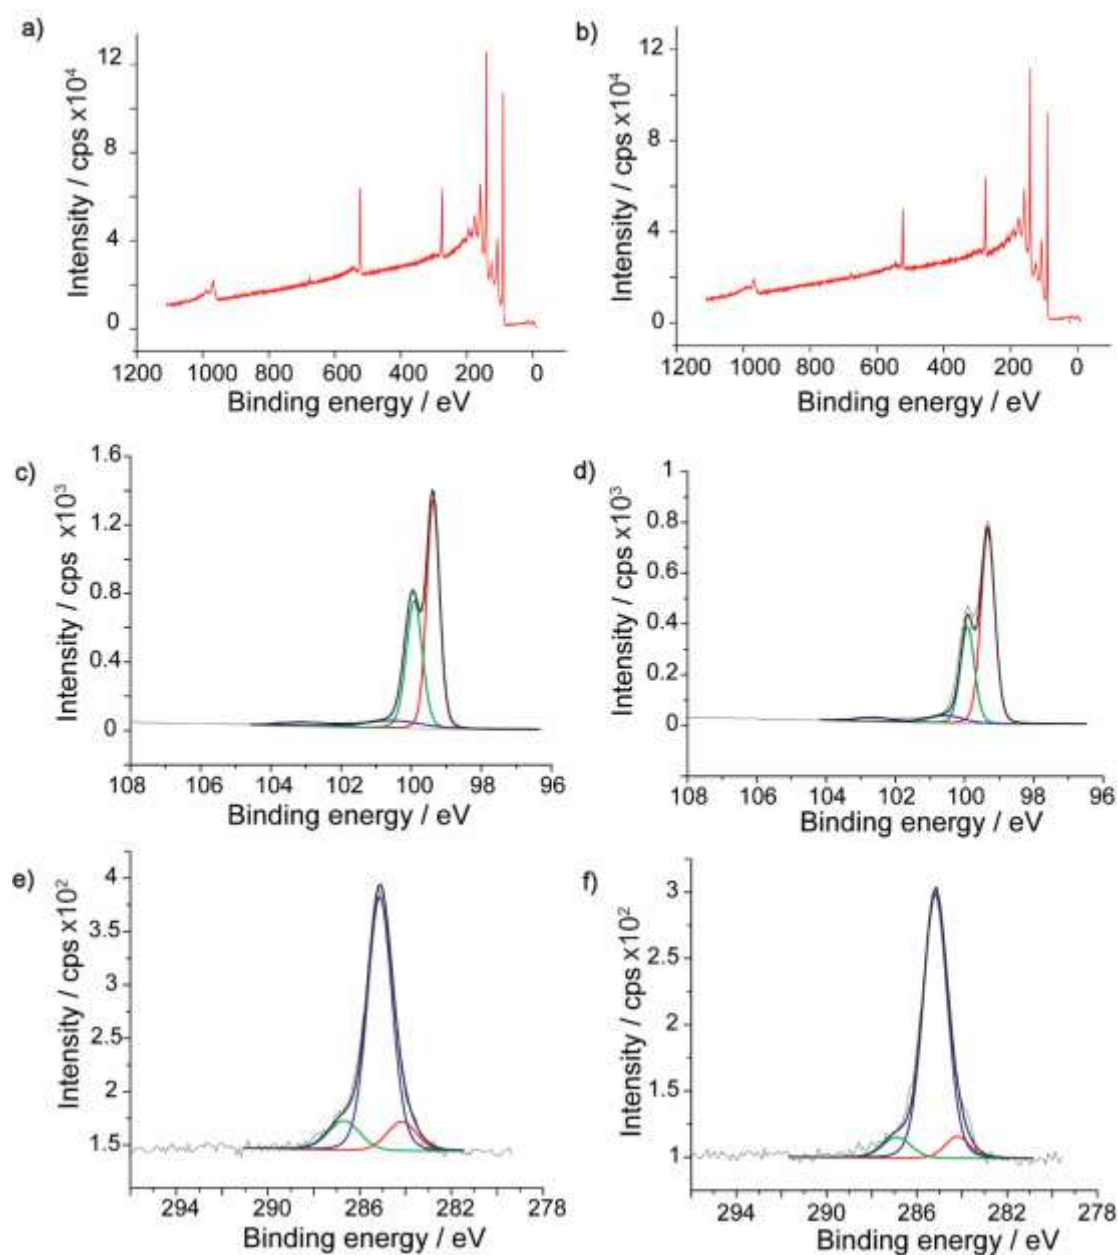 a)
Intensity / cps x10⁴
12
8
4
0
1200 1000 800 600 400 200 0
Binding energy / eV
b)
Intensity / cps x10⁴
12
8
4
0
1200 1000 800 600 400 200 0
Binding energy / eV
c)
Intensity / cps x10³
1.6
1.2
0.8
0.4
0
108 106 104 102 100 98 96
Binding energy / eV
d)
Intensity / cps x10³
1
0.8
0.6
0.4
0.2
0
108 106 104 102 100 98 96
Binding energy / eV
e)
Intensity / cps x10²
4
3.5
3
2.5
2
1.5
294 290 286 282 278
Binding energy / eV
f)
Intensity / cps x10²
3
2.5
2
1.5
1
294 290 286 282 278
Binding energy / eV